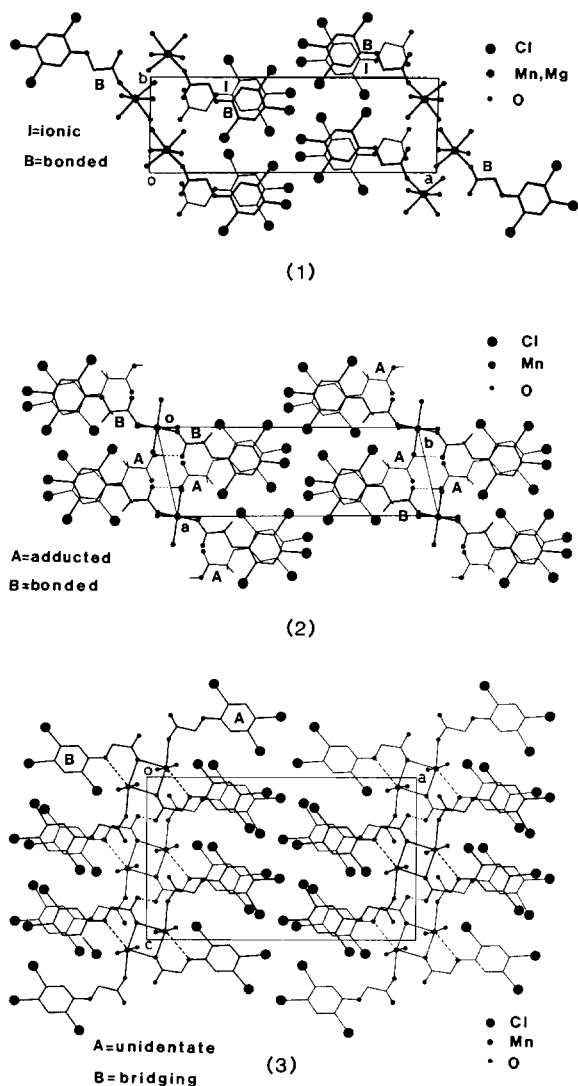 Cl
Mn,Mg
O
B
b
I
B
B
I
I=ionic
B=bonded
B
o
a
(1)
Cl
Mn
O
A
A
o
B
B
b
A
A
A
A
B
a
A
A
A=adducted
B=bonded
(2)
A
B
o
a
c
A=unidentate
B=bridging
(3)
Cl
Mn
O